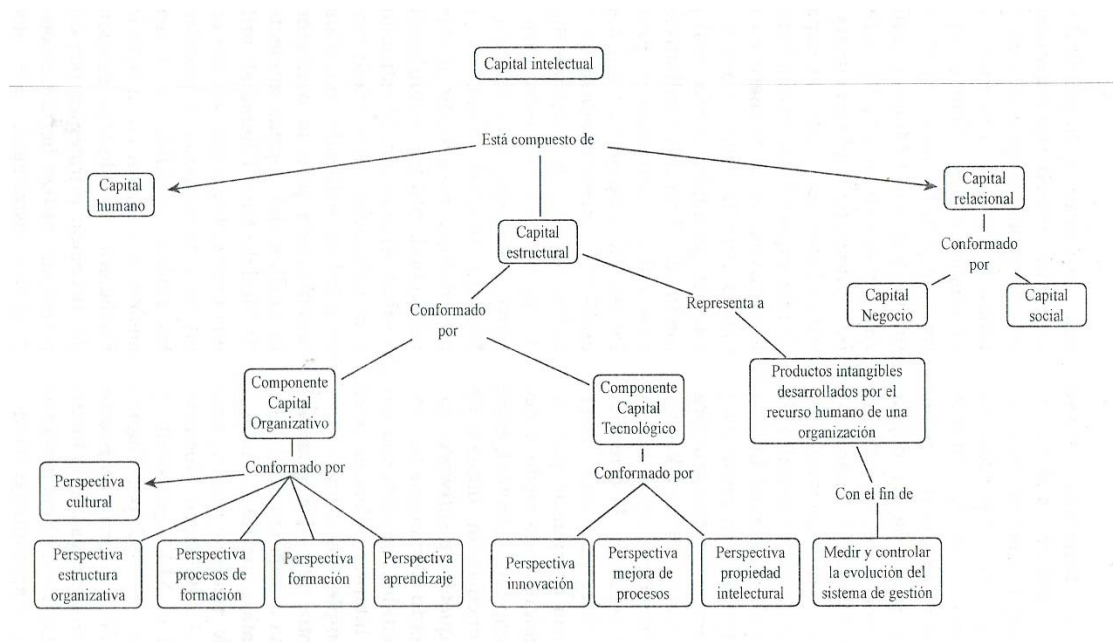 Capital intelectual
Está compuesto de
Capital
humano
Capital
relacional
Capital
estructural
Conformado
por
Capital
Negocio
Capital
social
Conformado
por
Representa a
Componente
Capital
Organizativo
Componente
Capital
Tecnológico
Productos intangibles
desarrollados por el
recurso humano de una
organización
Conformado por
Perspectiva
cultural
Conformado por
Con el fin de
Perspectiva
estructura
organizativa
Perspectiva
procesos de
formación
Perspectiva
formación
Perspectiva
aprendizaje
Perspectiva
innovación
Perspectiva
mejora de
procesos
Perspectiva
propiedad
intelectural
Medir y controlar
la evolución del
sistema de gestión